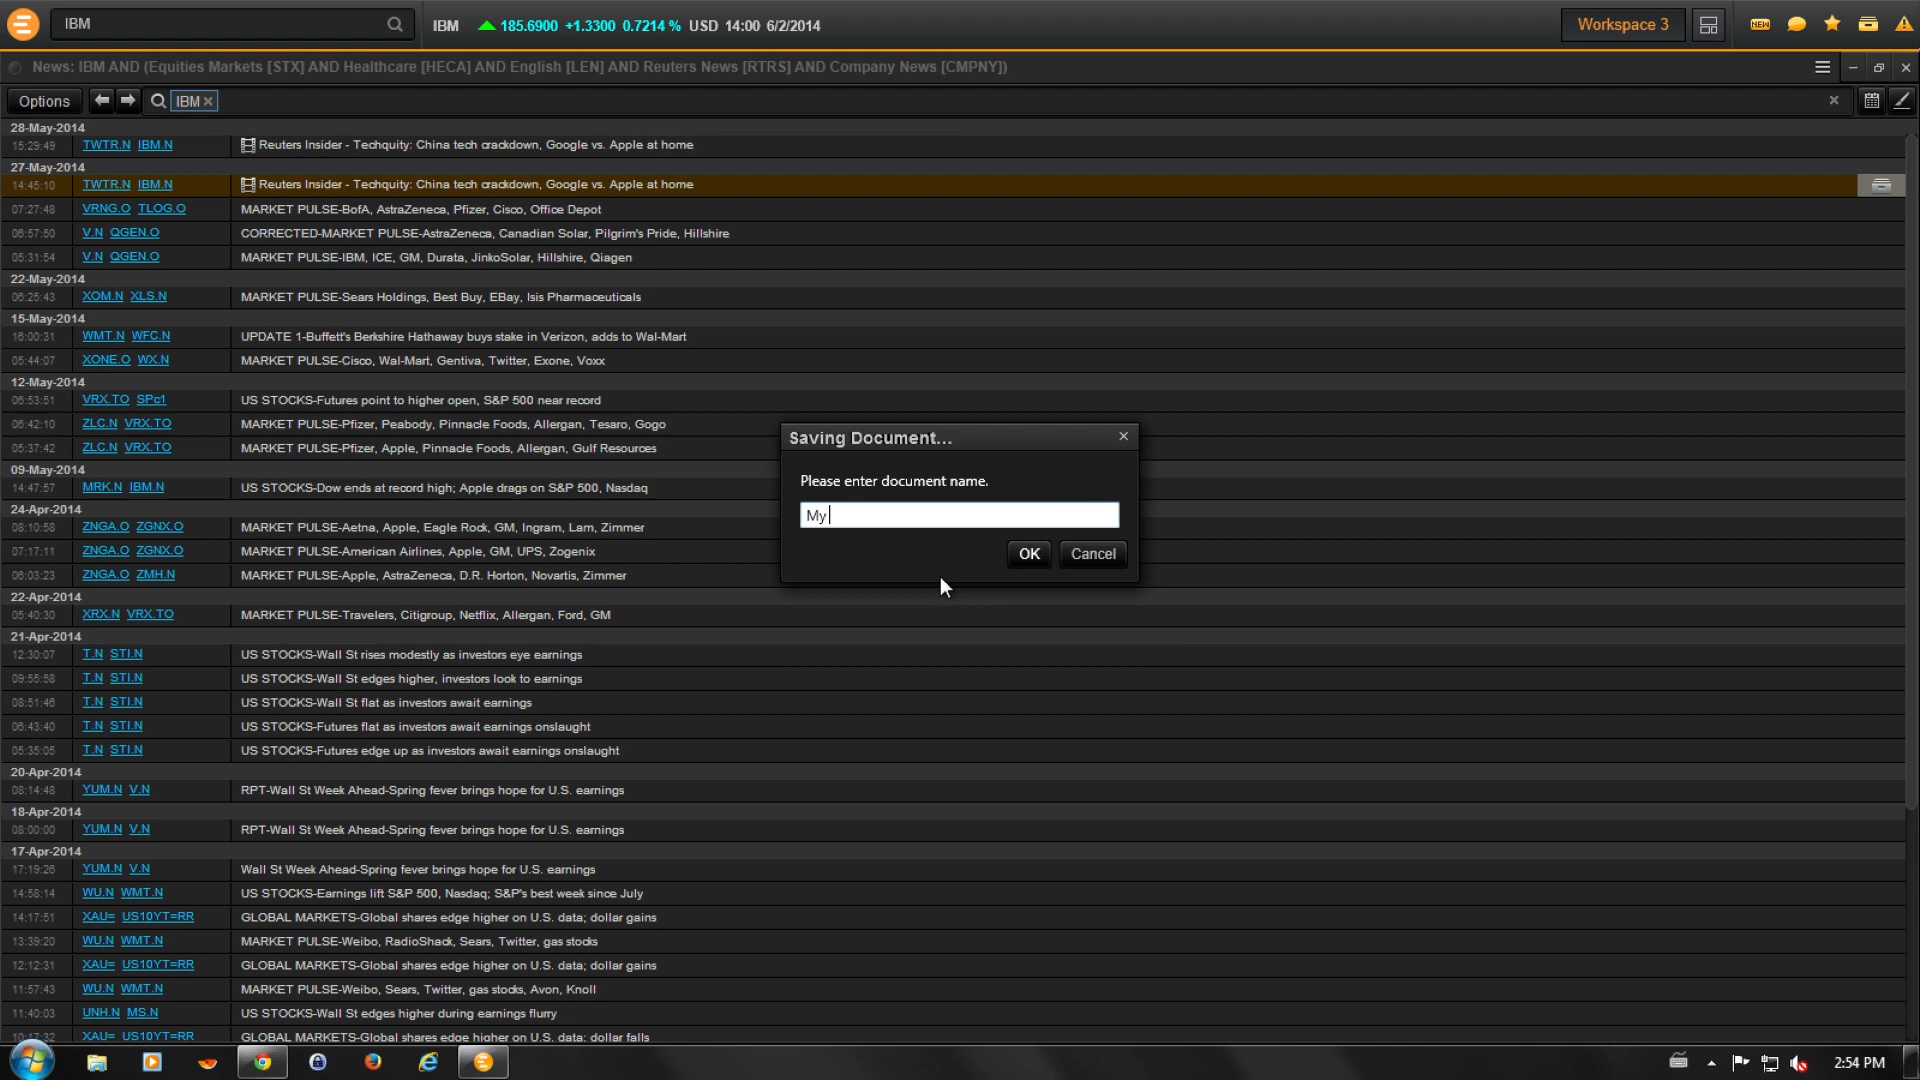 IBM
IBM 185.6900 +1.3300 0.7214 % USD 14:00 6/2/2014
Workspace 3
NEW
News: IBM AND (Equities Markets [STX] AND Healthcare [HECA] AND English [LEN] AND Reuters News [RTRS] AND Company News [CMPNY])
Options
IBM
28-May-2014
15:29:49 TWTR.N IBM.N Reuters Insider - Techquity: China tech crackdown, Google vs. Apple at home
27-May-2014
14:45:10 TWTR.N IBM.N Reuters Insider - Techquity: China tech crackdown, Google vs. Apple at home
07:27:48 VRNG.O TLOG.O MARKET PULSE-BofA, AstraZeneca, Pfizer, Cisco, Office Depot
06:57:50 V.N QGEN.O CORRECTED-MARKET PULSE-AstraZeneca, Canadian Solar, Pilgrim's Pride, Hillshire
05:31:54 V.N QGEN.O MARKET PULSE-IBM, ICE, GM, Durata, JinkoSolar, Hillshire, Qiagen
22-May-2014
06:25:43 XOM.N XLS.N MARKET PULSE-Sears Holdings, Best Buy, EBay, Isis Pharmaceuticals
15-May-2014
16:00:31 WMT.N WFC.N UPDATE 1-Buffett's Berkshire Hathaway buys stake in Verizon, adds to Wal-Mart
05:44:07 XONE.O WX.N MARKET PULSE-Cisco, Wal-Mart, Gentiva, Twitter, Exone, Voxx
12-May-2014
06:53:51 VRX.TO SPc1 US STOCKS-Futures point to higher open, S&P 500 near record
06:42:10 ZLC.N VRX.TO MARKET PULSE-Pfizer, Peabody, Pinnacle Foods, Allergan, Tesaro, Gogo
05:37:42 ZLC.N VRX.TO MARKET PULSE-Pfizer, Apple, Pinnacle Foods, Allergan, Gulf Resources
09-May-2014
14:47:57 MRK.N IBM.N US STOCKS-Dow ends at record high; Apple drags on S&P 500, Nasdaq
24-Apr-2014
08:10:58 ZNGA.O ZGNX.O MARKET PULSE-Aetna, Apple, Eagle Rock, GM, Ingram, Lam, Zimmer
07:17:11 ZNGA.O ZGNX.O MARKET PULSE-American Airlines, Apple, GM, UPS, Zogenix
06:03:23 ZNGA.O ZMH.N MARKET PULSE-Apple, AstraZeneca, D.R. Horton, Novartis, Zimmer
22-Apr-2014
05:40:30 XRX.N VRX.TO MARKET PULSE-Travelers, Citigroup, Netflix, Allergan, Ford, GM
21-Apr-2014
12:30:07 T.N STI.N US STOCKS-Wall St rises modestly as investors eye earnings
09:55:58 T.N STI.N US STOCKS-Wall St edges higher, investors look to earnings
08:51:46 T.N STI.N US STOCKS-Wall St flat as investors await earnings
06:43:40 T.N STI.N US STOCKS-Futures flat as investors await earnings onslaught
05:35:05 T.N STI.N US STOCKS-Futures edge up as investors await earnings onslaught
20-Apr-2014
08:14:48 YUM.N V.N RPT-Wall St Week Ahead-Spring fever brings hope for U.S. earnings
18-Apr-2014
08:00:00 YUM.N V.N RPT-Wall St Week Ahead-Spring fever brings hope for U.S. earnings
17-Apr-2014
17:19:26 YUM.N V.N Wall St Week Ahead-Spring fever brings hope for U.S. earnings
14:58:14 WU.N WMT.N US STOCKS-Earnings lift S&P 500, Nasdaq; S&P's best week since July
14:17:51 XAU= US10YT=RR GLOBAL MARKETS-Global shares edge higher on U.S. data; dollar gains
13:39:20 WU.N WMT.N MARKET PULSE-Weibo, RadioShack, Sears, Twitter, gas stocks
12:12:31 XAU= US10YT=RR GLOBAL MARKETS-Global shares edge higher on U.S. data; dollar gains
11:57:43 WU.N WMT.N MARKET PULSE-Weibo, Sears, Twitter, gas stocks, Avon, Knoll
11:40:03 UNH.N MS.N US STOCKS-Wall St edges higher during earnings flurry
10:17:32 XAU= US10YT=RR GLOBAL MARKETS-Global shares edge higher on U.S. data; dollar falls
Saving Document...
Please enter document name.
My
OK Cancel
2:54 PM